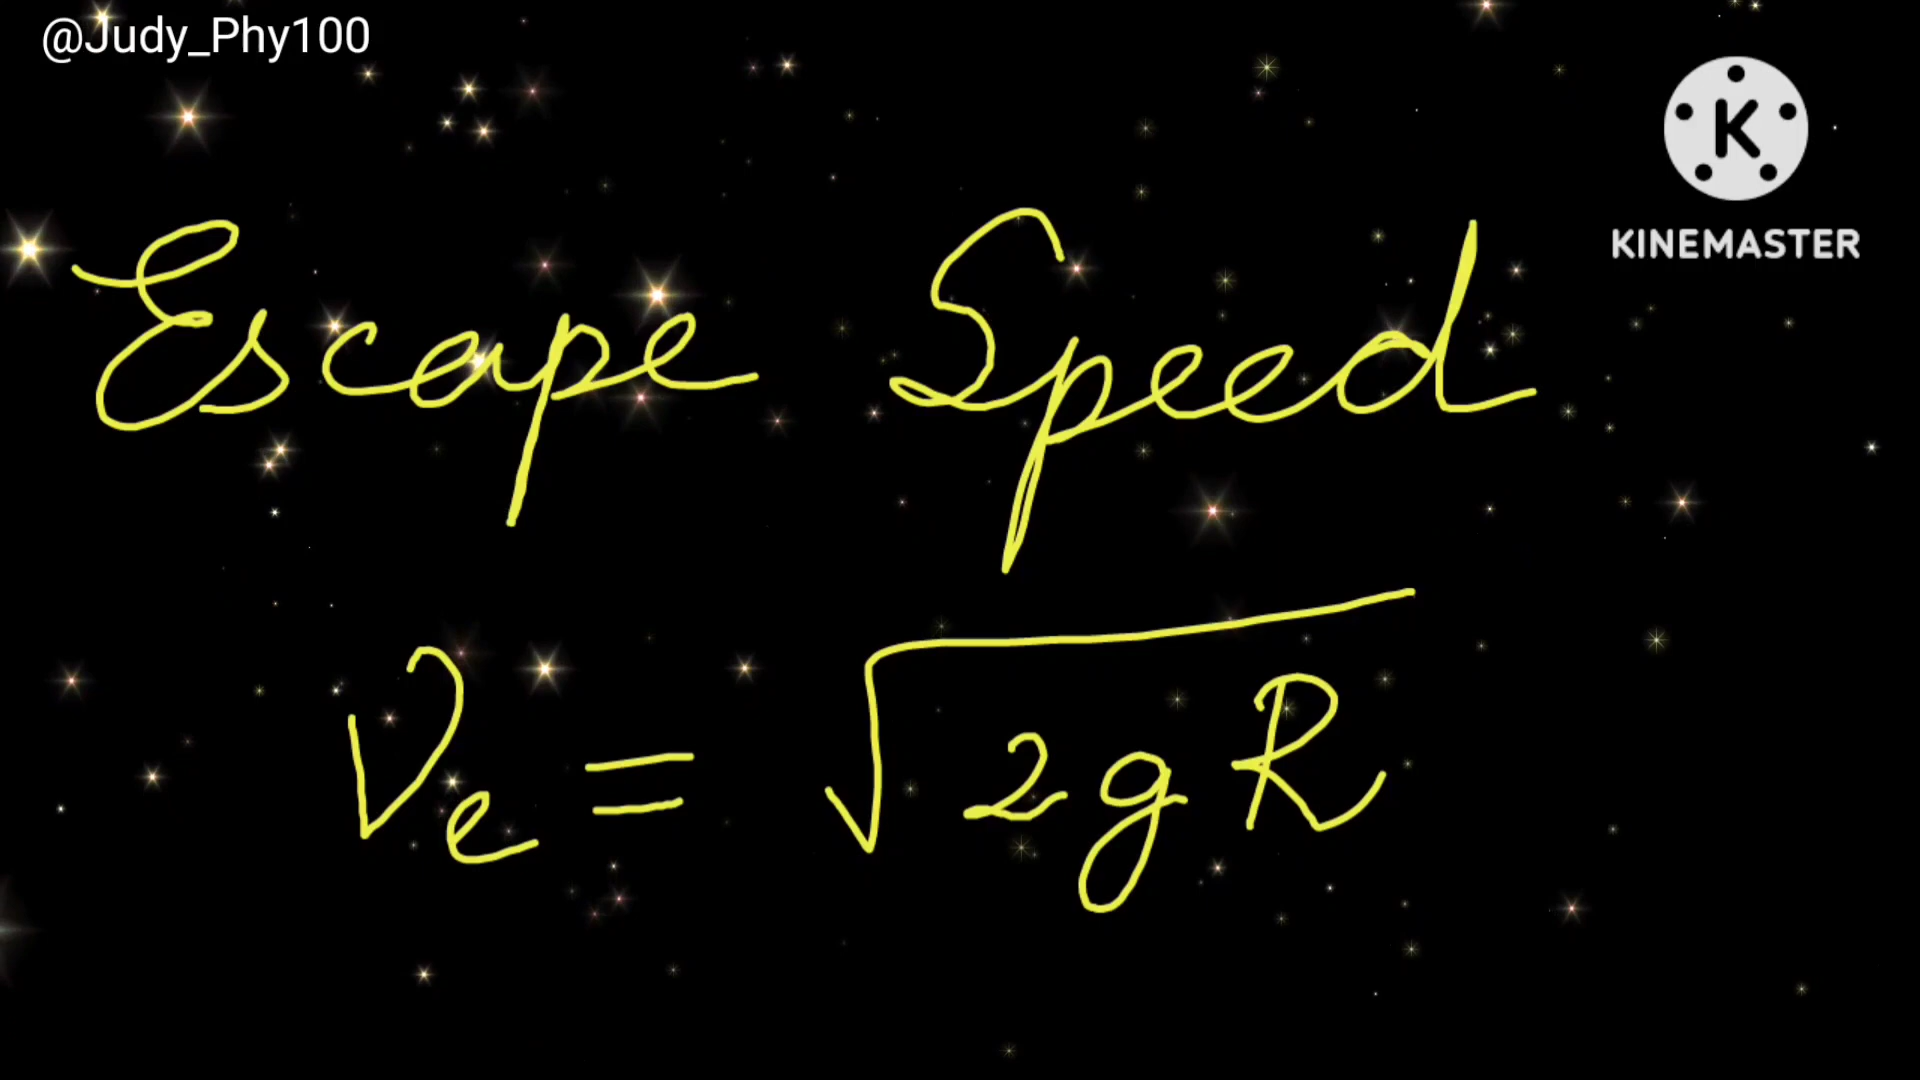 @Judy_Phy100
KINEMASTER
Escape Speed
Ve = √2gR